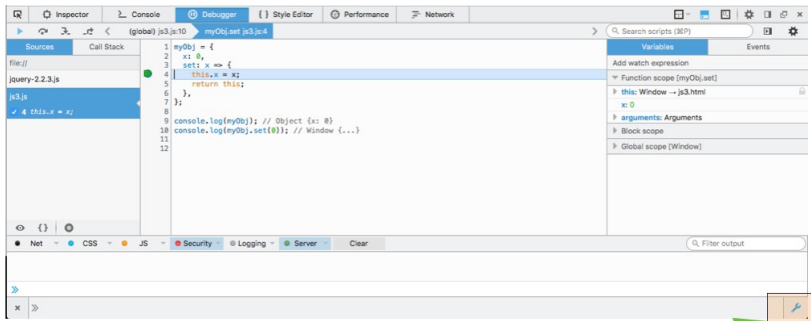 Inspector Console Debugger { } Style Editor Performance Network
(global) js3.js:10 myObj.set js3.js:4 Search scripts (⌘P)
Sources Call Stack
file://
jquery-2.2.3.js
js3.js
4 this.x = x;
1 myObj = {
2 x: 0,
3 set: x => {
4 this.x = x;
5 return this;
6 },
7 };
8
9 console.log(myObj); // Object {x: 0}
10 console.log(myObj.set(0)); // Window {...}
11
12
Variables Events
Add watch expression
Function scope [myObj.set]
this: Window → js3.html
x: 0
arguments: Arguments
Block scope
Global scope [Window]
{}
Net CSS JS Security Logging Server Clear Filter output